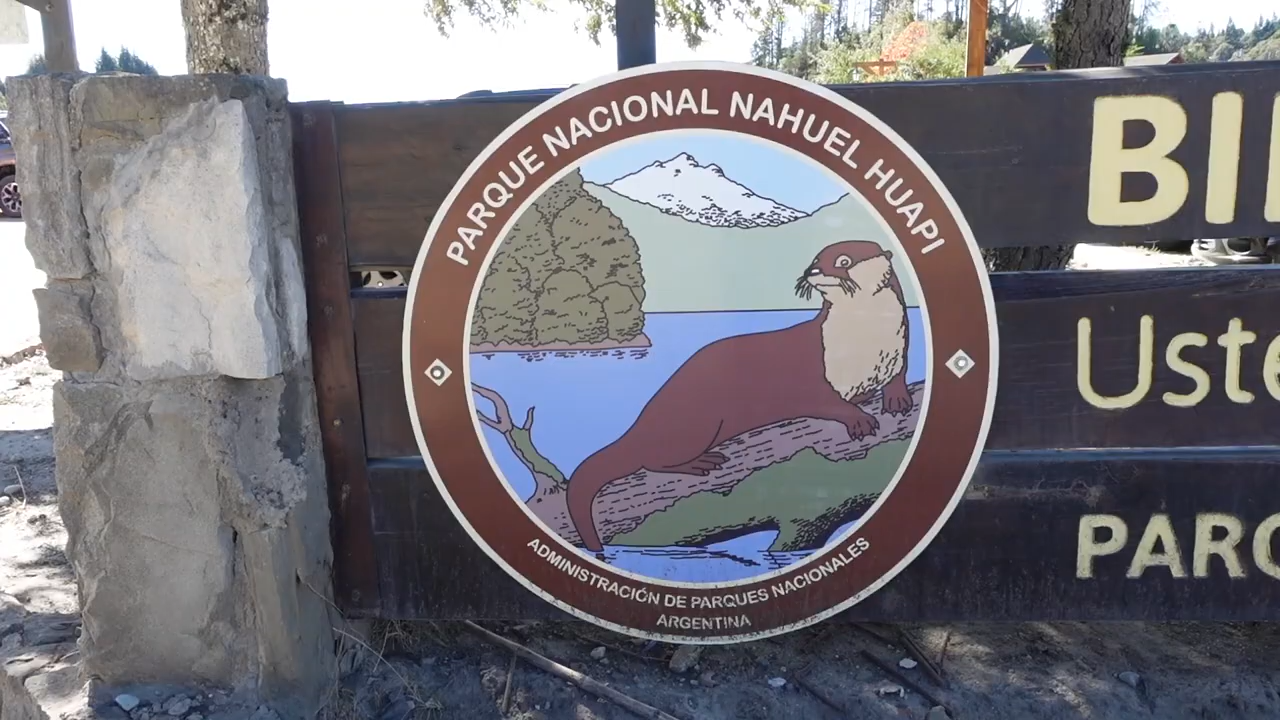 PARQUE NACIONAL NAHUEL HUAPI
ADMINISTRACIÓN DE PARQUES NACIONALES
ARGENTINA
BI
Uste
PARQ